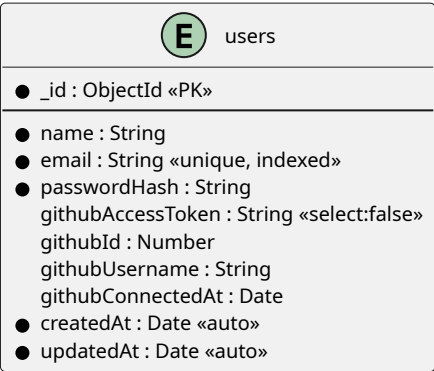 E users
_id : ObjectId «PK»
name : String
email : String «unique, indexed»
passwordHash : String
githubAccessToken : String «select:false»
githubId : Number
githubUsername : String
githubConnectedAt : Date
createdAt : Date «auto»
updatedAt : Date «auto»